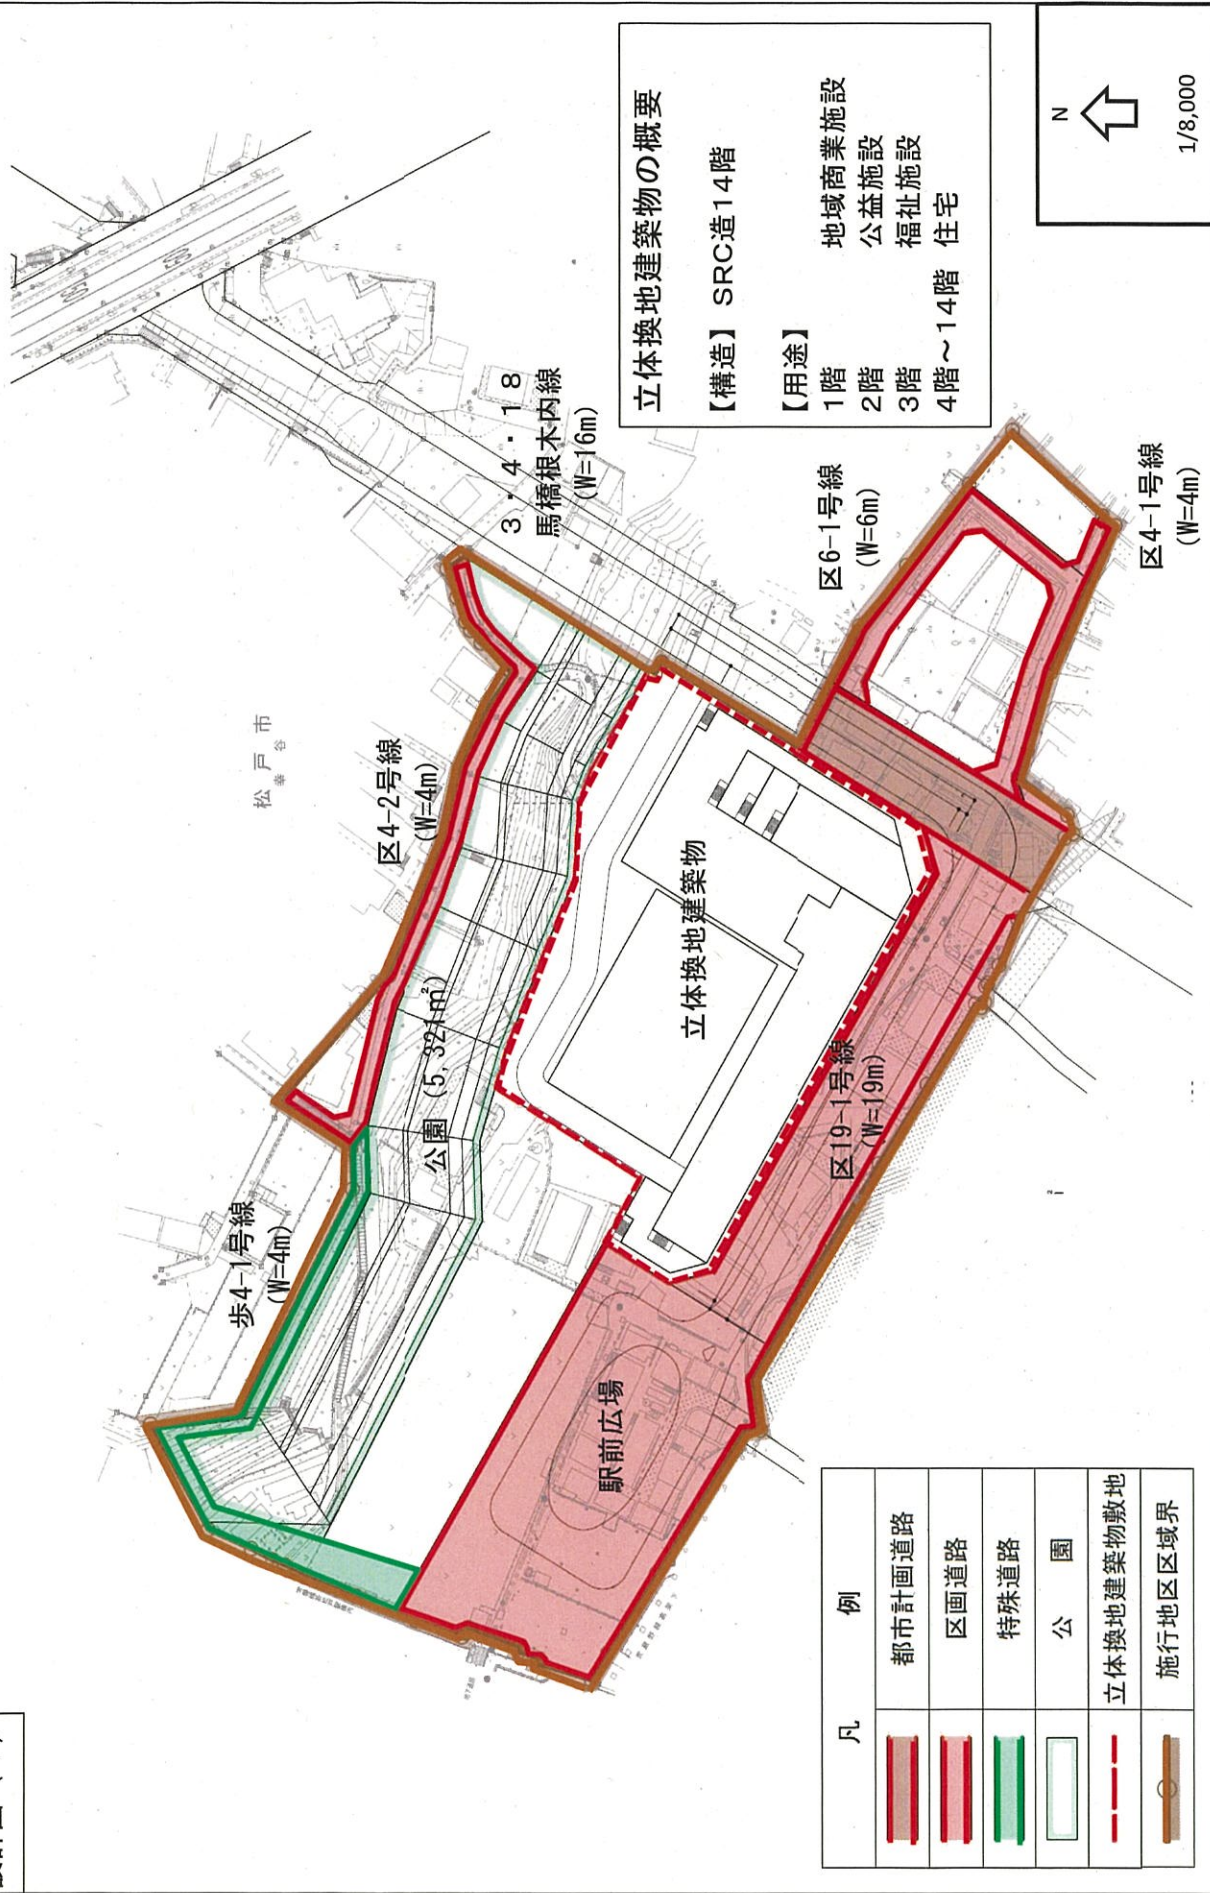 立体換地建築物の概要
【構造】 SRC造14階
【用途】
1階 地域商業施設
2階 公益施設
3階 福祉施設
4階～14階 住宅
N
1/8,000
3・4・18
馬橋根木内線
(W=16m)
松戸市
幸谷
区4-2号線
(W=4m)
歩4-1号線
(W=4m)
公園 (5,321㎡)
立体換地建築物
区6-1号線
(W=6m)
区4-1号線
(W=4m)
区19-1号線
(W=19m)
駅前広場
凡 例
都市計画道路
区画道路
特殊道路
公 園
立体換地建築物敷地
施行地区区域界